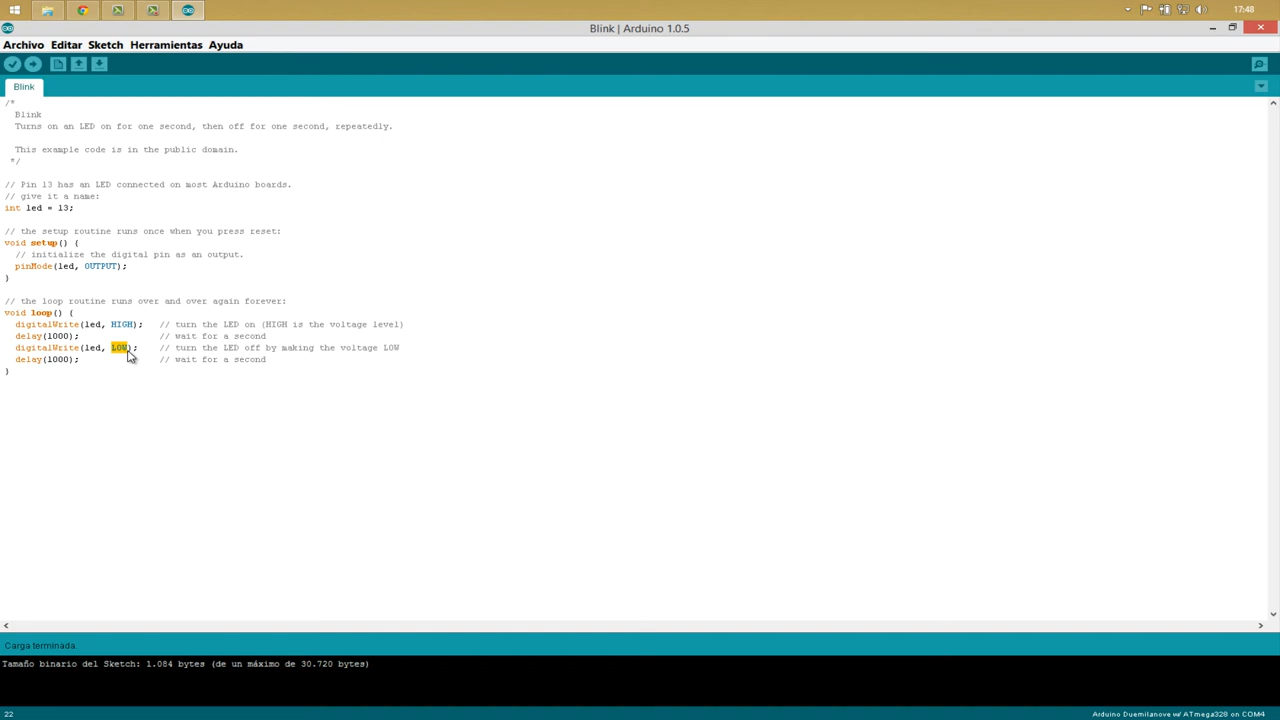 17:48
Blink | Arduino 1.0.5
Archivo Editar Sketch Herramientas Ayuda
Blink
/*
Blink
Turns on an LED on for one second, then off for one second, repeatedly.
This example code is in the public domain.
*/
// Pin 13 has an LED connected on most Arduino boards.
// give it a name:
int led = 13;
// the setup routine runs once when you press reset:
void setup() {
// initialize the digital pin as an output.
pinMode(led, OUTPUT);
}
// the loop routine runs over and over again forever:
void loop() {
digitalWrite(led, HIGH); // turn the LED on (HIGH is the voltage level)
delay(1000); // wait for a second
digitalWrite(led, LOW); // turn the LED off by making the voltage LOW
delay(1000); // wait for a second
}
Carga terminada.
Tamaño binario del Sketch: 1.084 bytes (de un máximo de 30.720 bytes)
22 Arduino Duemilanove w/ ATmega328 on COM4